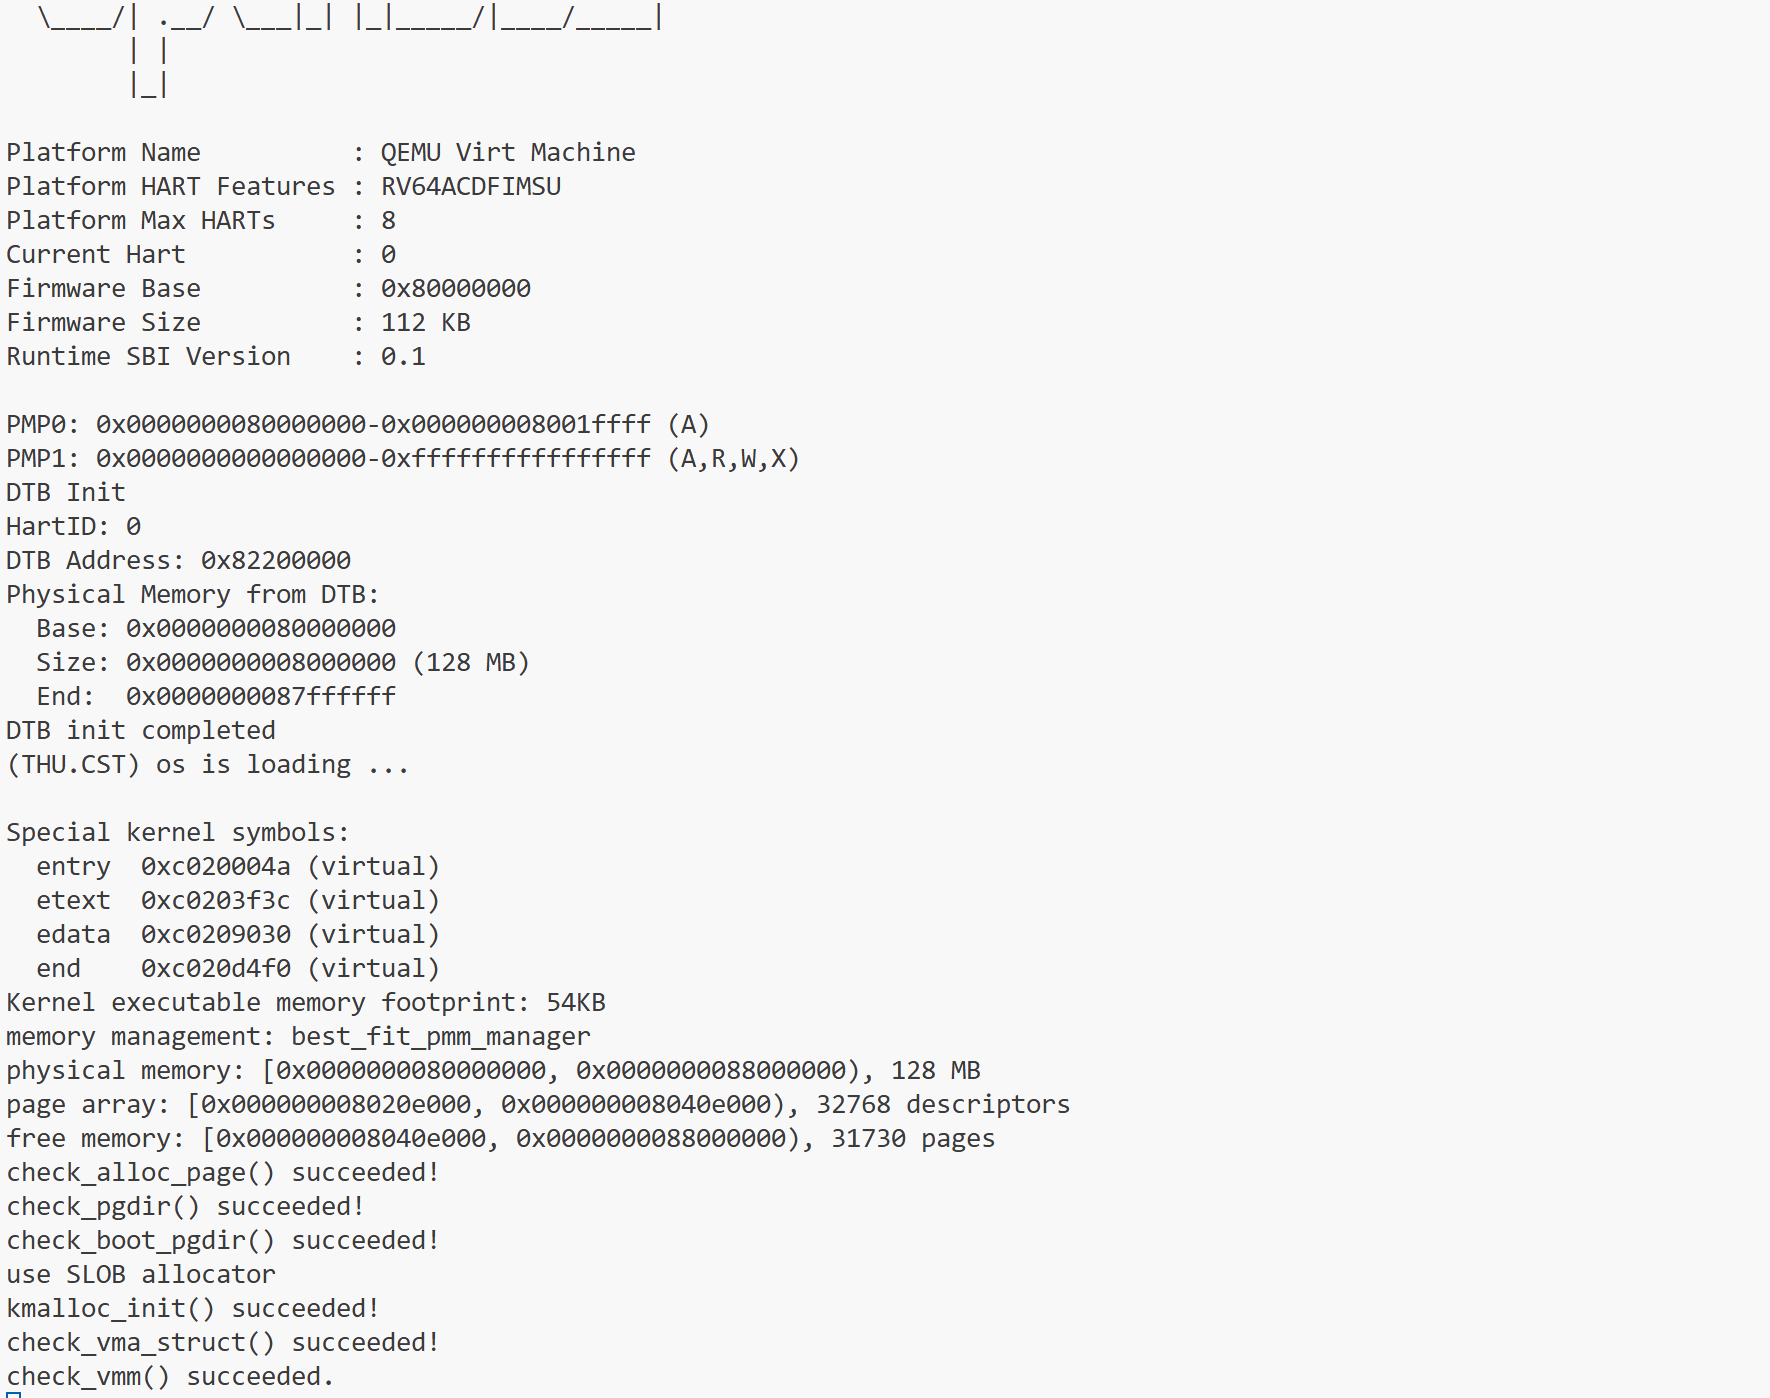 \____/| .__/ \___|_| |_|_____/|____/_____|
        | |
        |_|

Platform Name          : QEMU Virt Machine
Platform HART Features : RV64ACDFIMSU
Platform Max HARTs     : 8
Current Hart           : 0
Firmware Base          : 0x80000000
Firmware Size          : 112 KB
Runtime SBI Version    : 0.1

PMP0: 0x0000000080000000-0x000000008001ffff (A)
PMP1: 0x0000000000000000-0xffffffffffffffff (A,R,W,X)
DTB Init
HartID: 0
DTB Address: 0x82200000
Physical Memory from DTB:
  Base: 0x0000000080000000
  Size: 0x0000000008000000 (128 MB)
  End:  0x0000000087ffffff
DTB init completed
(THU.CST) os is loading ...

Special kernel symbols:
  entry  0xc020004a (virtual)
  etext  0xc0203f3c (virtual)
  edata  0xc0209030 (virtual)
  end    0xc020d4f0 (virtual)
Kernel executable memory footprint: 54KB
memory management: best_fit_pmm_manager
physical memory: [0x0000000080000000, 0x0000000088000000), 128 MB
page array: [0x000000008020e000, 0x000000008040e000), 32768 descriptors
free memory: [0x000000008040e000, 0x0000000088000000), 31730 pages
check_alloc_page() succeeded!
check_pgdir() succeeded!
check_boot_pgdir() succeeded!
use SLOB allocator
kmalloc_init() succeeded!
check_vma_struct() succeeded!
check_vmm() succeeded.